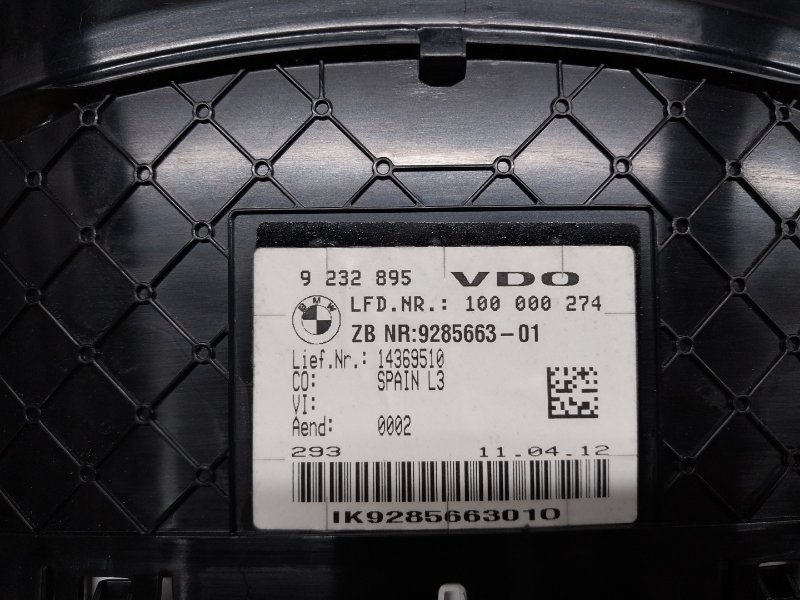 9 232 895 VDO
BMW
LFD.NR.: 100 000 274
ZB NR:9285663-01
Lief.Nr.: 14369510
CO: SPAIN L3
VI:
Aend: 0002
293 11.04.12
IK9285663010